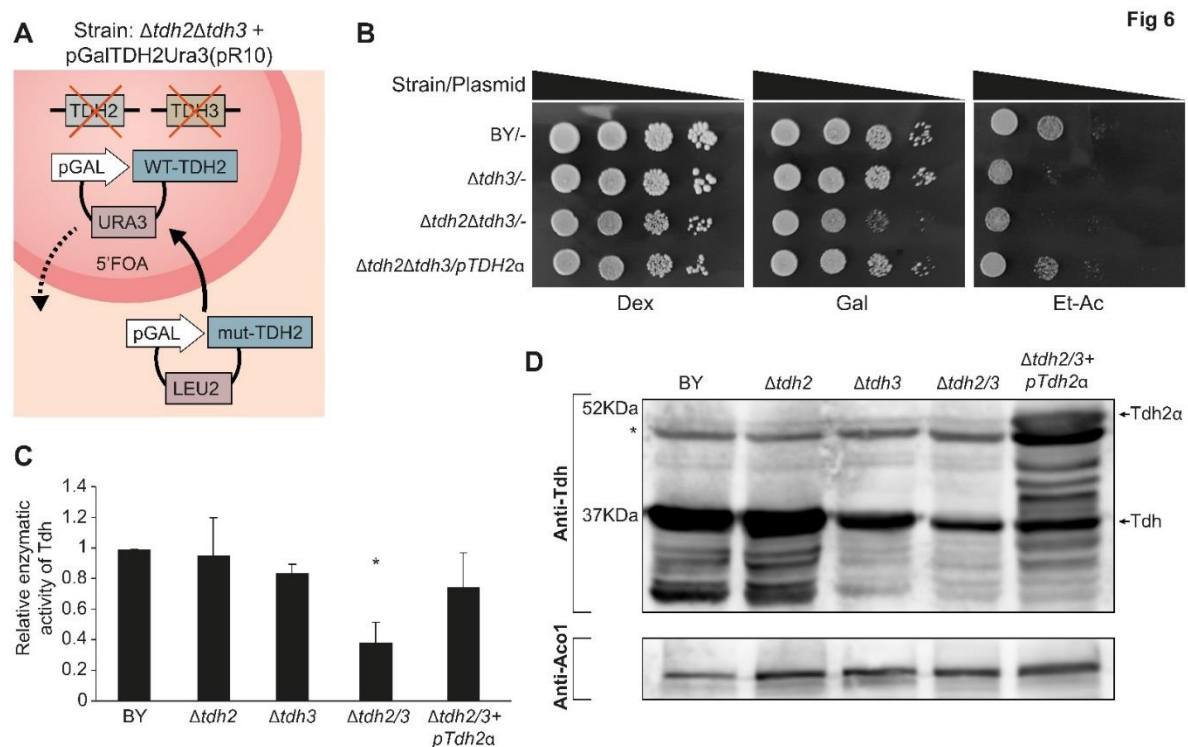 Fig 6
A
Strain: Δtdh2Δtdh3 +
pGalTDH2Ura3(pR10)
TDH2 TDH3
pGAL WT-TDH2
URA3
5'FOA
pGAL mut-TDH2
LEU2
B
Strain/Plasmid
BY/-
Δtdh3/-
Δtdh2Δtdh3/-
Δtdh2Δtdh3/pTDH2α
Dex Gal Et-Ac
C
Relative enzymatic
activity of Tdh
1.4
1.2
1
0.8
0.6
0.4
0.2
0
*
BY Δtdh2 Δtdh3 Δtdh2/3 Δtdh2/3+
pTdh2α
D
BY Δtdh2 Δtdh3 Δtdh2/3 Δtdh2/3+
pTdh2α
Anti-Tdh
52KDa
*
37KDa
Tdh2α
Tdh
Anti-Aco1